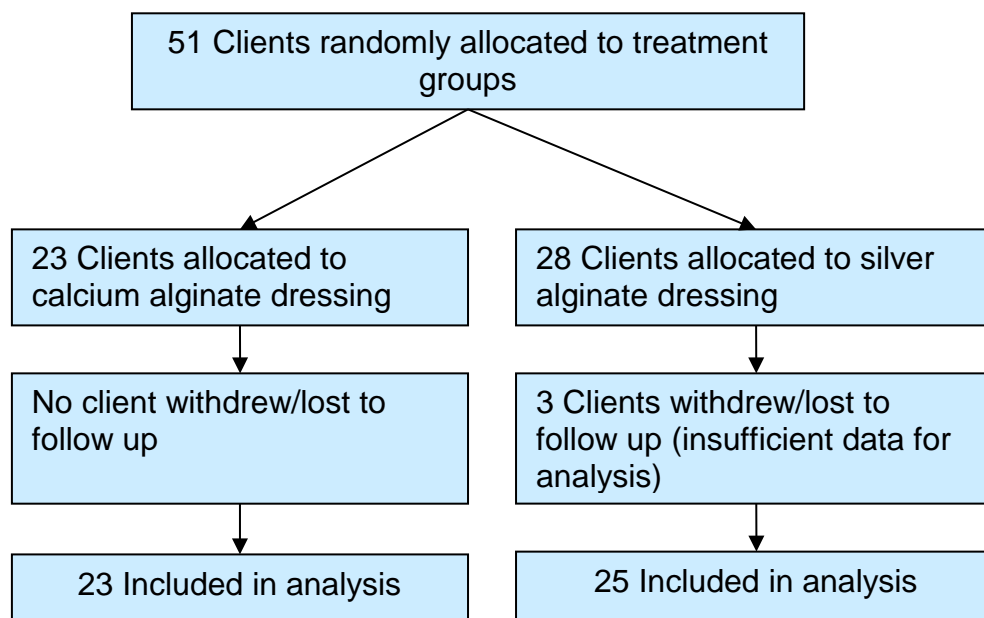 51 Clients randomly allocated to treatment
groups
23 Clients allocated to
calcium alginate dressing
28 Clients allocated to silver
alginate dressing
No client withdrew/lost to
follow up
3 Clients withdrew/lost to
follow up (insufficient data for
analysis)
23 Included in analysis
25 Included in analysis